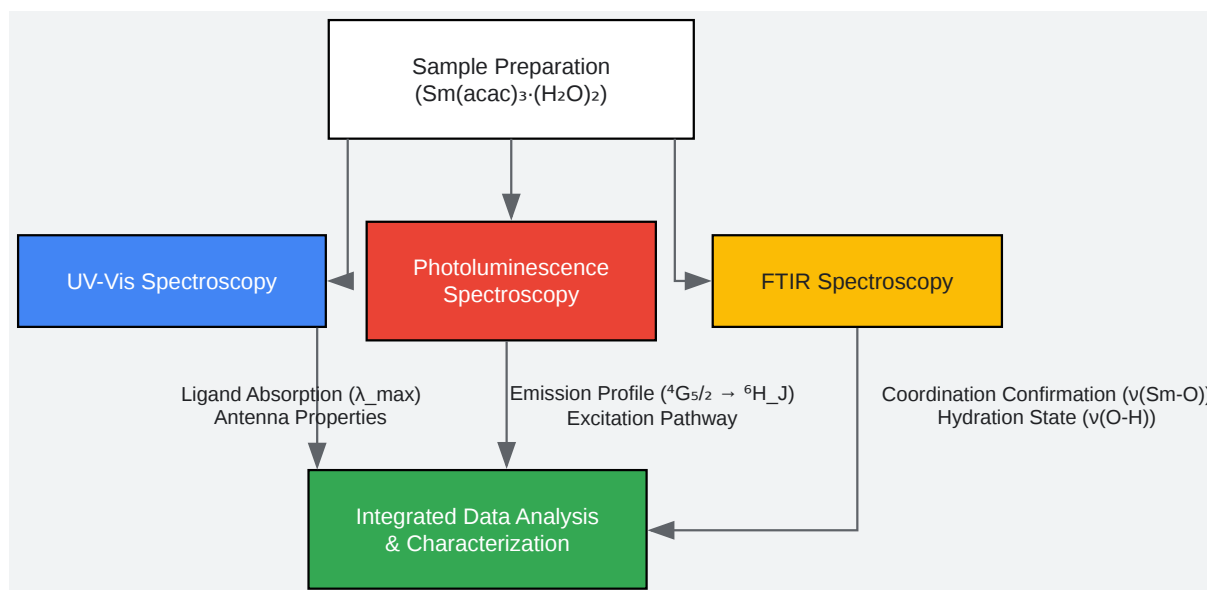 Sample Preparation
(Sm(acac)₃·(H₂O)₂)
UV-Vis Spectroscopy
Photoluminescence
Spectroscopy
FTIR Spectroscopy
Ligand Absorption (λ_max)
Antenna Properties
Emission Profile (⁴G₅/₂ → ⁶H_J)
Excitation Pathway
Coordination Confirmation (ν(Sm-O))
Hydration State (ν(O-H))
Integrated Data Analysis
& Characterization